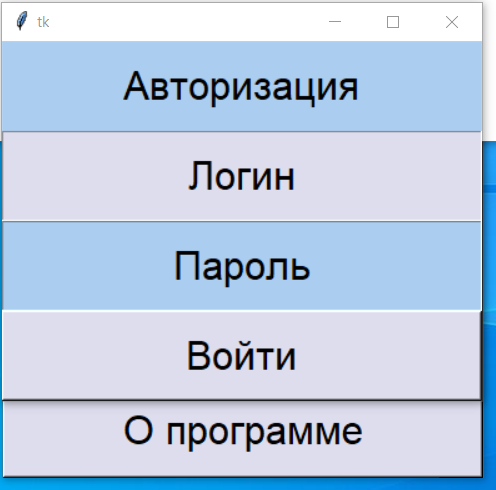 tk
Авторизация
Логин
Пароль
Войти
О программе